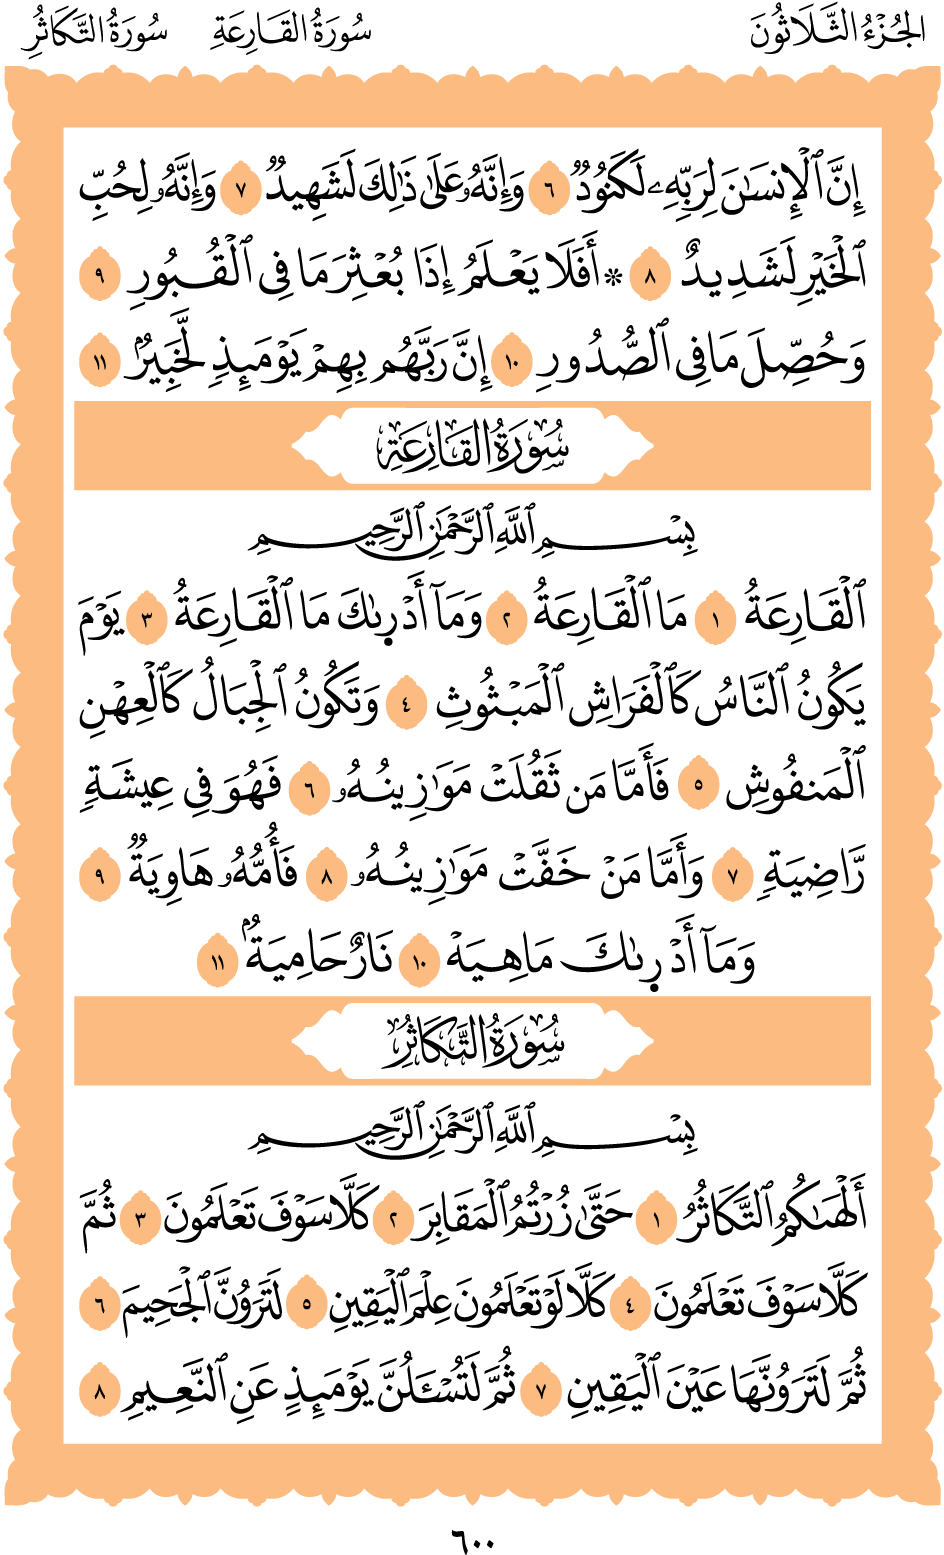 الجُزْءُ الثَّلَاثُونَ سُورَةُ القَارِعَةِ سُورَةُ التَّكَاثُرِ
إِنَّ ٱلْإِنسَٰنَ لِرَبِّهِۦ لَكَنُودٌ ٦ وَإِنَّهُۥ عَلَىٰ ذَٰلِكَ لَشَهِيدٌ ٧ وَإِنَّهُۥ لِحُبِّ
ٱلْخَيْرِ لَشَدِيدٌ ٨ * أَفَلَا يَعْلَمُ إِذَا بُعْثِرَ مَا فِى ٱلْقُبُورِ ٩
وَحُصِّلَ مَا فِى ٱلصُّدُورِ ١٠ إِنَّ رَبَّهُم بِهِمْ يَوْمَئِذٍ لَّخَبِيرٌۢ ١١
سُورَةُ القَارِعَةِ
بِسْمِ ٱللَّهِ ٱلرَّحْمَٰنِ ٱلرَّحِيمِ
ٱلْقَارِعَةُ ١ مَا ٱلْقَارِعَةُ ٢ وَمَآ أَدْرِىٰكَ مَا ٱلْقَارِعَةُ ٣ يَوْمَ
يَكُونُ ٱلنَّاسُ كَٱلْفَرَاشِ ٱلْمَبْثُوثِ ٤ وَتَكُونُ ٱلْجِبَالُ كَٱلْعِهْنِ
ٱلْمَنفُوشِ ٥ فَأَمَّا مَن ثَقُلَتْ مَوَٰزِينُهُۥ ٦ فَهُوَ فِى عِيشَةٍ
رَّاضِيَةٍ ٧ وَأَمَّا مَنْ خَفَّتْ مَوَٰزِينُهُۥ ٨ فَأُمُّهُۥ هَاوِيَةٌ ٩
وَمَآ أَدْرِىٰكَ مَاهِيَهْ ١٠ نَارٌ حَامِيَةٌۢ ١١
سُورَةُ التَّكَاثُرِ
بِسْمِ ٱللَّهِ ٱلرَّحْمَٰنِ ٱلرَّحِيمِ
أَلْهَىٰكُمُ ٱلتَّكَاثُرُ ١ حَتَّىٰ زُرْتُمُ ٱلْمَقَابِرَ ٢ كَلَّا سَوْفَ تَعْلَمُونَ ٣ ثُمَّ
كَلَّا سَوْفَ تَعْلَمُونَ ٤ كَلَّا لَوْ تَعْلَمُونَ عِلْمَ ٱلْيَقِينِ ٥ لَتَرَوُنَّ ٱلْجَحِيمَ ٦
ثُمَّ لَتَرَوُنَّهَا عَيْنَ ٱلْيَقِينِ ٧ ثُمَّ لَتُسْـَٔلُنَّ يَوْمَئِذٍ عَنِ ٱلنَّعِيمِ ٨
٦٠٠